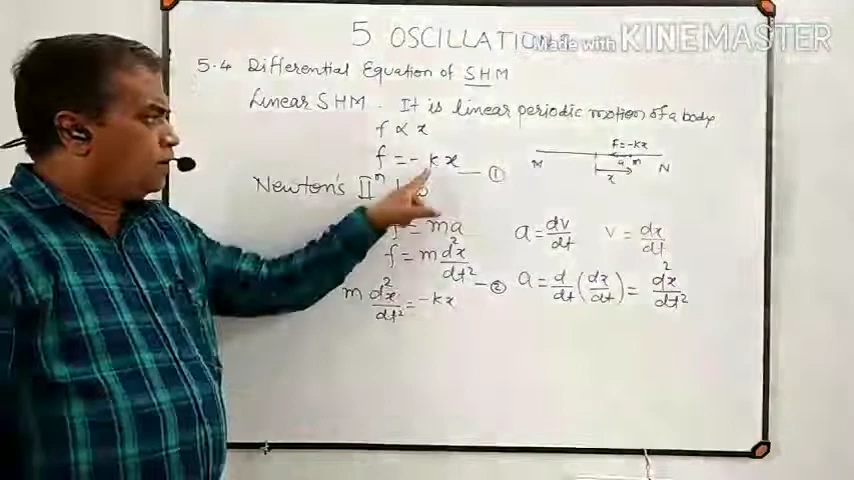 5 OSCILLATION
Made with KINEMASTER
5.4 Differential Equation of SHM
Linear SHM. It is linear periodic motion of a body
f ∝ x
f = -kx — ①
f=-kx
M a m N
x
Newton's IIⁿ
f = ma a = dv/dt v = dx/dt
f = m d²x/dt² — ② a = d/dt (dx/dt) = d²x/dt²
m d²x/dt² = -kx